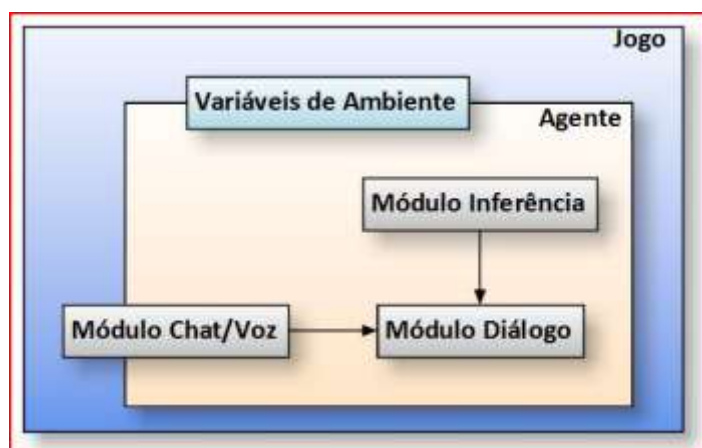 Jogo
Variáveis de Ambiente
Agente
Módulo Inferência
Módulo Chat/Voz
Módulo Diálogo